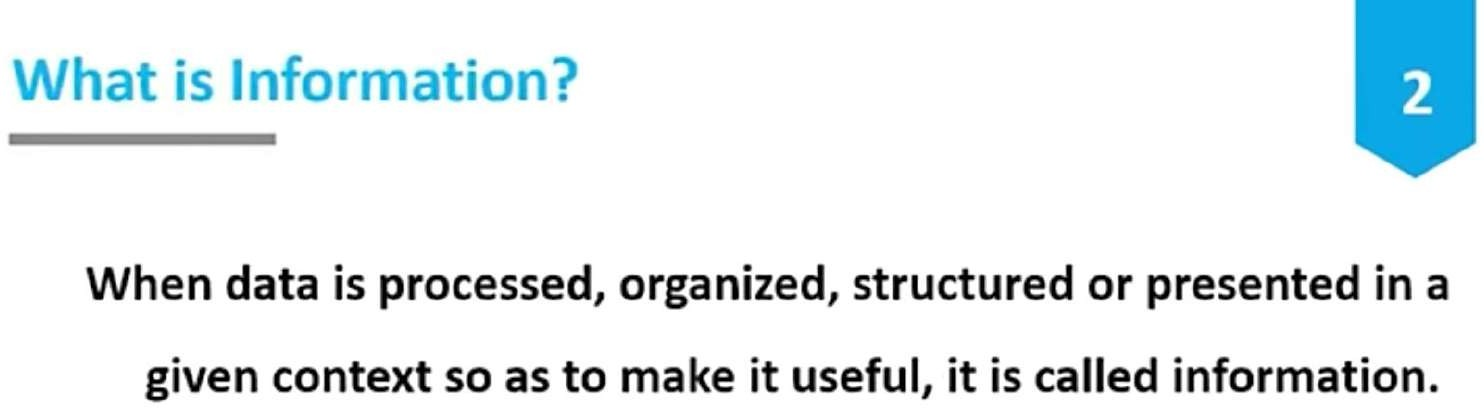 What is Information?
2
When data is processed, organized, structured or presented in a
given context so as to make it useful, it is called information.